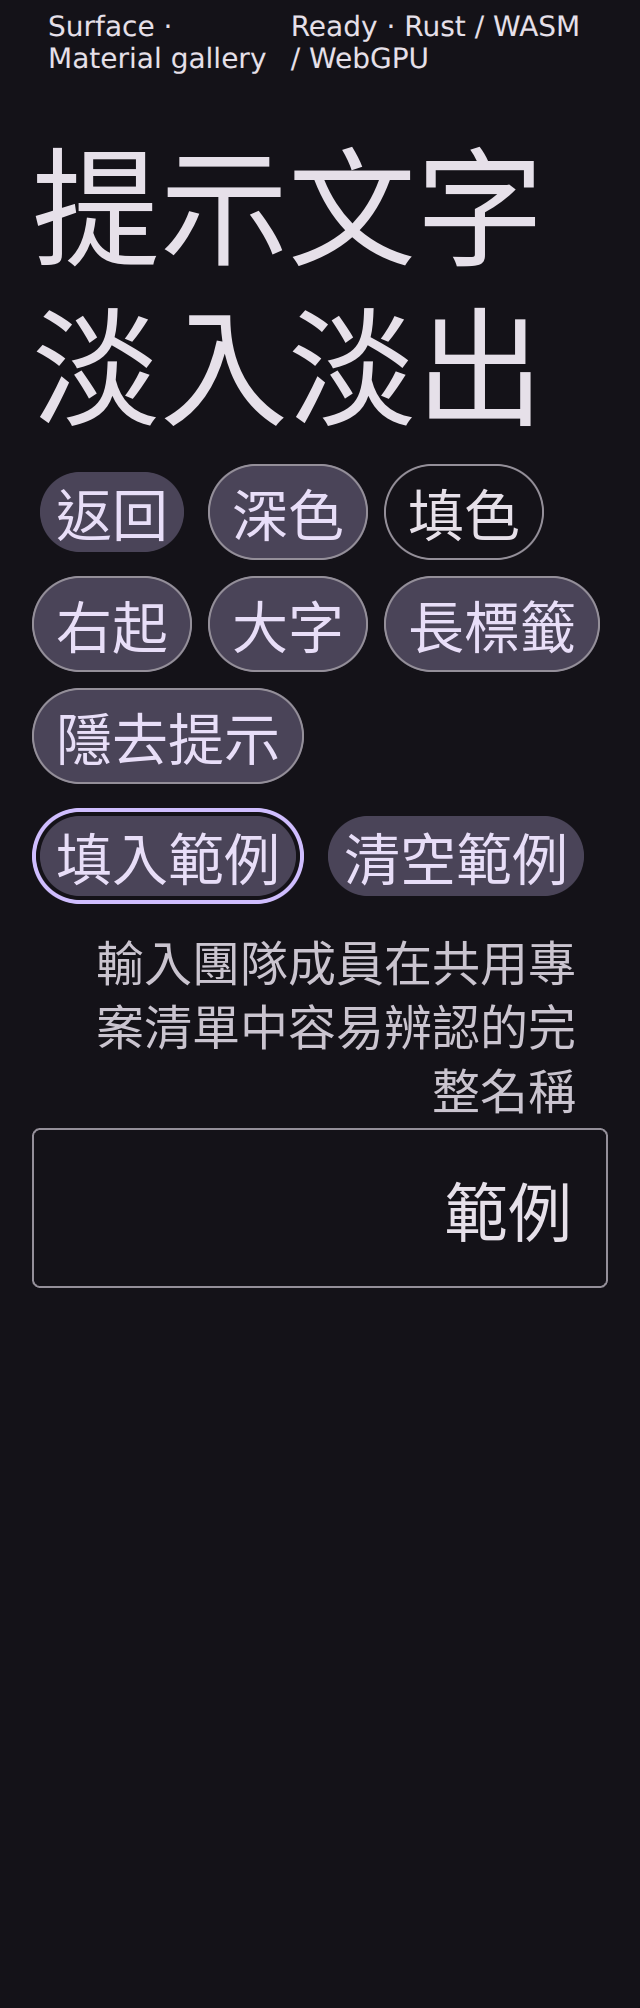 Surface ·
Material gallery
Ready · Rust / WASM
/ WebGPU
提示文字
淡入淡出
返回
深色
填色
右起
大字
長標籤
隱去提示
填入範例
清空範例
輸入團隊成員在共用專
案清單中容易辨認的完
整名稱
範例